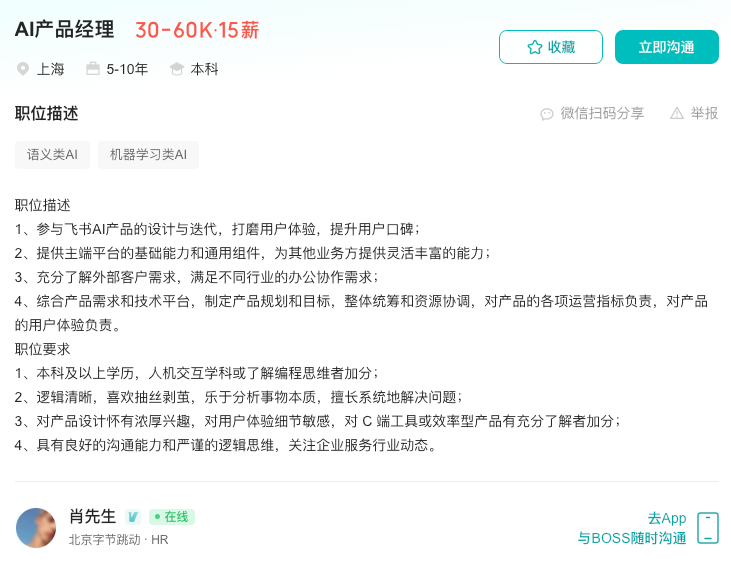 AI产品经理 30-60K·15薪
收藏 立即沟通
上海 5-10年 本科
职位描述
微信扫码分享 举报
语义类AI 机器学习类AI
职位描述
1、参与飞书AI产品的设计与迭代，打磨用户体验，提升用户口碑；
2、提供主端平台的基础能力和通用组件，为其他业务方提供灵活丰富的能力；
3、充分了解外部客户需求，满足不同行业的办公协作需求；
4、综合产品需求和技术平台，制定产品规划和目标，整体统筹和资源协调，对产品的各项运营指标负责，对产品
的用户体验负责。
职位要求
1、本科及以上学历，人机交互学科或了解编程思维者加分；
2、逻辑清晰，喜欢抽丝剥茧，乐于分析事物本质，擅长系统地解决问题；
3、对产品设计怀有浓厚兴趣，对用户体验细节敏感，对 C 端工具或效率型产品有充分了解者加分；
4、具有良好的沟通能力和严谨的逻辑思维，关注企业服务行业动态。
肖先生 在线
北京字节跳动 · HR
去App
与BOSS随时沟通